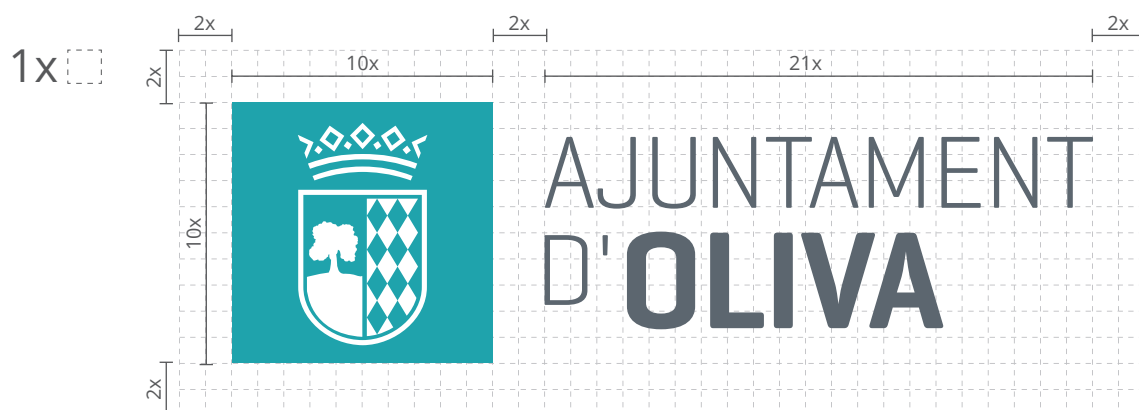 2x 2x 2x
1x
2x
10x 21x
10x
AJUNTAMENT
D'OLIVA
2x